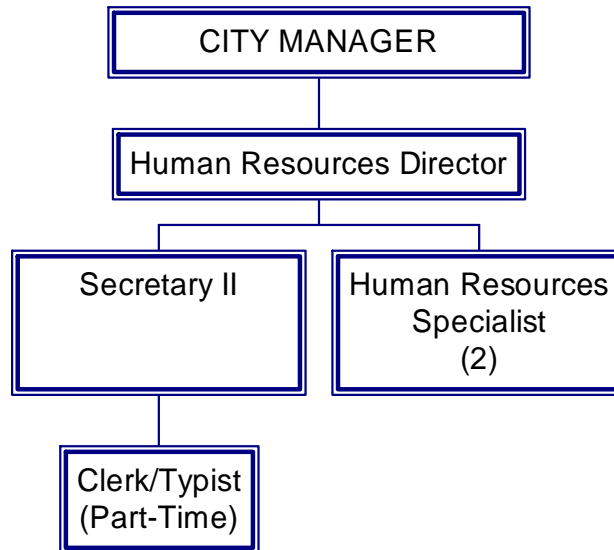 CITY MANAGER
Human Resources Director
Secretary II
Human Resources
Specialist
(2)
Clerk/Typist
(Part-Time)